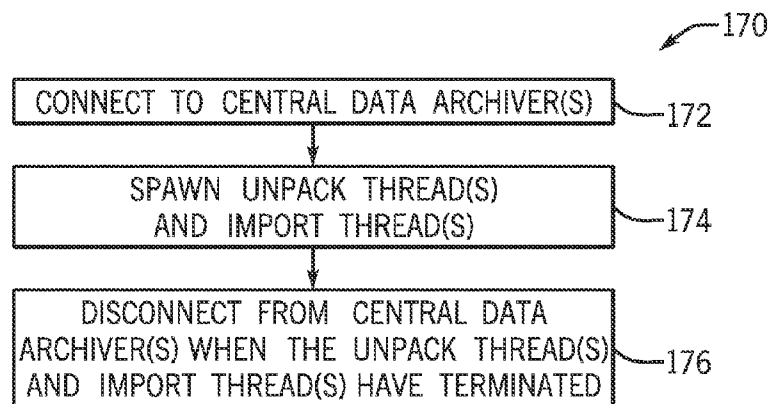 170
CONNECT TO CENTRAL DATA ARCHIVER(S)
172
SPAWN UNPACK THREAD(S)
AND IMPORT THREAD(S)
174
DISCONNECT FROM CENTRAL DATA
ARCHIVER(S) WHEN THE UNPACK THREAD(S)
AND IMPORT THREAD(S) HAVE TERMINATED
176